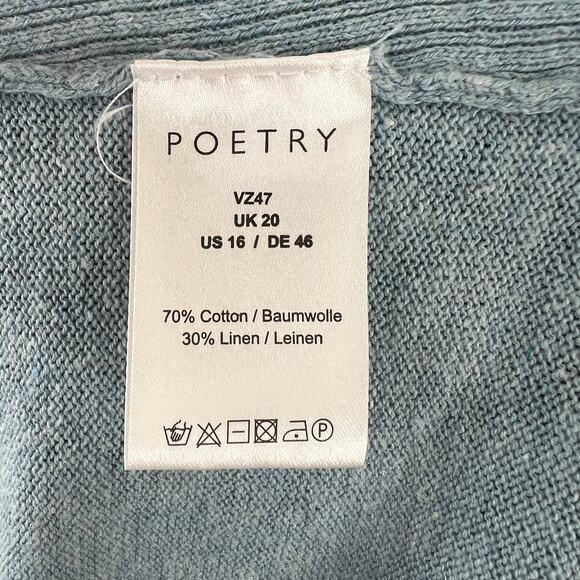 POETRY
VZ47
UK 20
US 16 / DE 46
70% Cotton / Baumwolle
30% Linen / Leinen
P